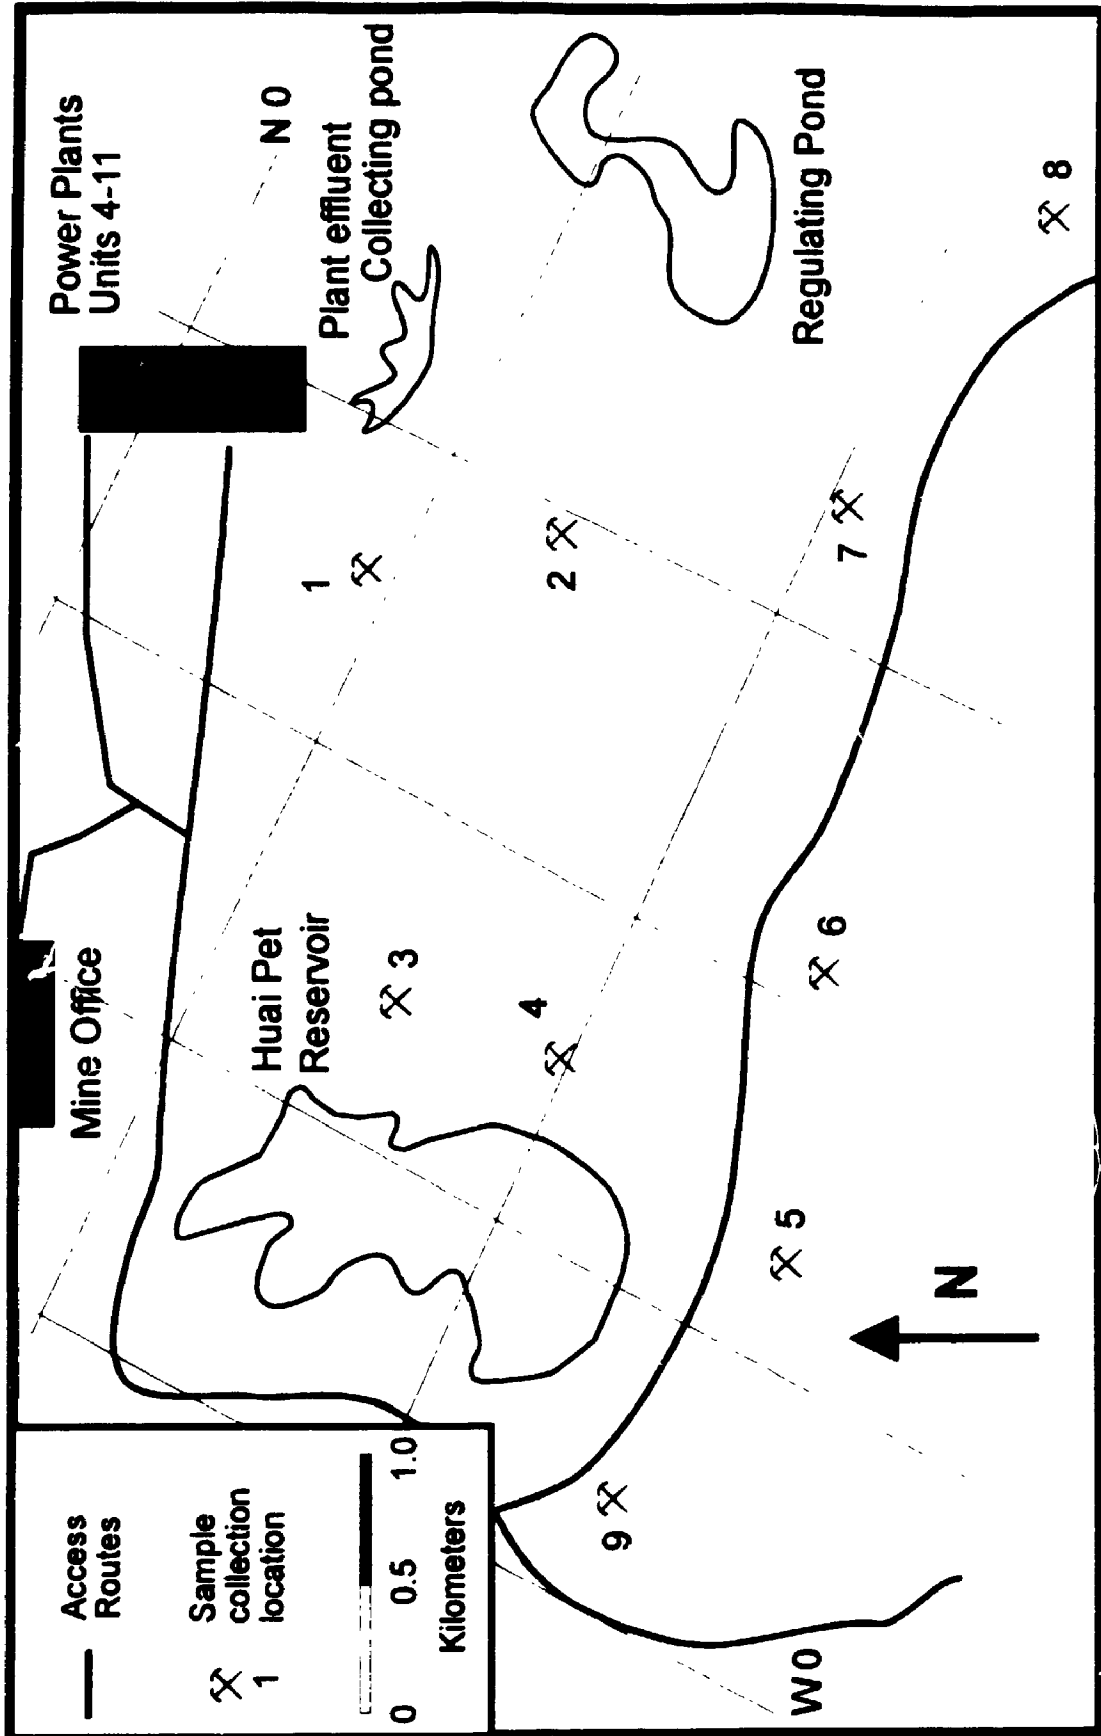 Access
Routes
Sample
collection
location
1
0
0.5
1.0
Kilometers
Mine Office
Power Plants
Units 4-11
N 0
Plant effluent
Collecting pond
Huai Pet
Reservoir
Regulating Pond
1
2
3
4
5
6
7
8
9
N
W 0